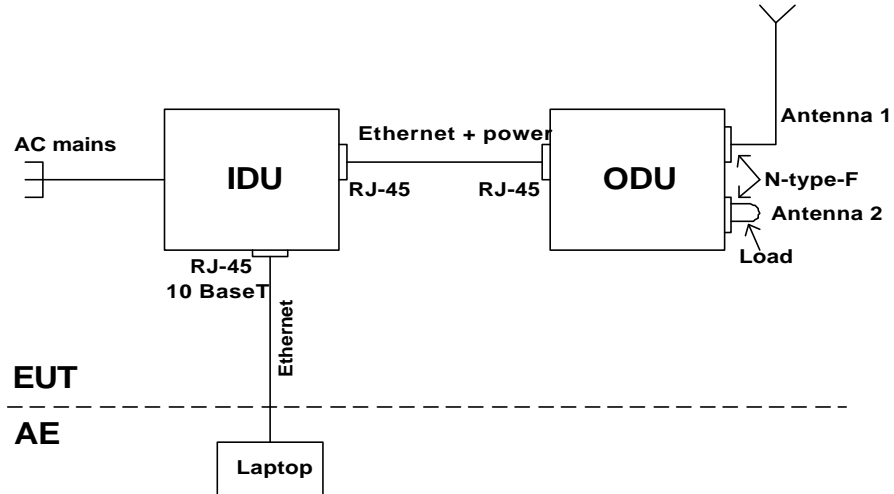 Antenna 1
Ethernet + power
AC mains
IDU
ODU
RJ-45
RJ-45
N-type-F
Antenna 2
Load
RJ-45
10 BaseT
Ethernet
EUT
AE
Laptop